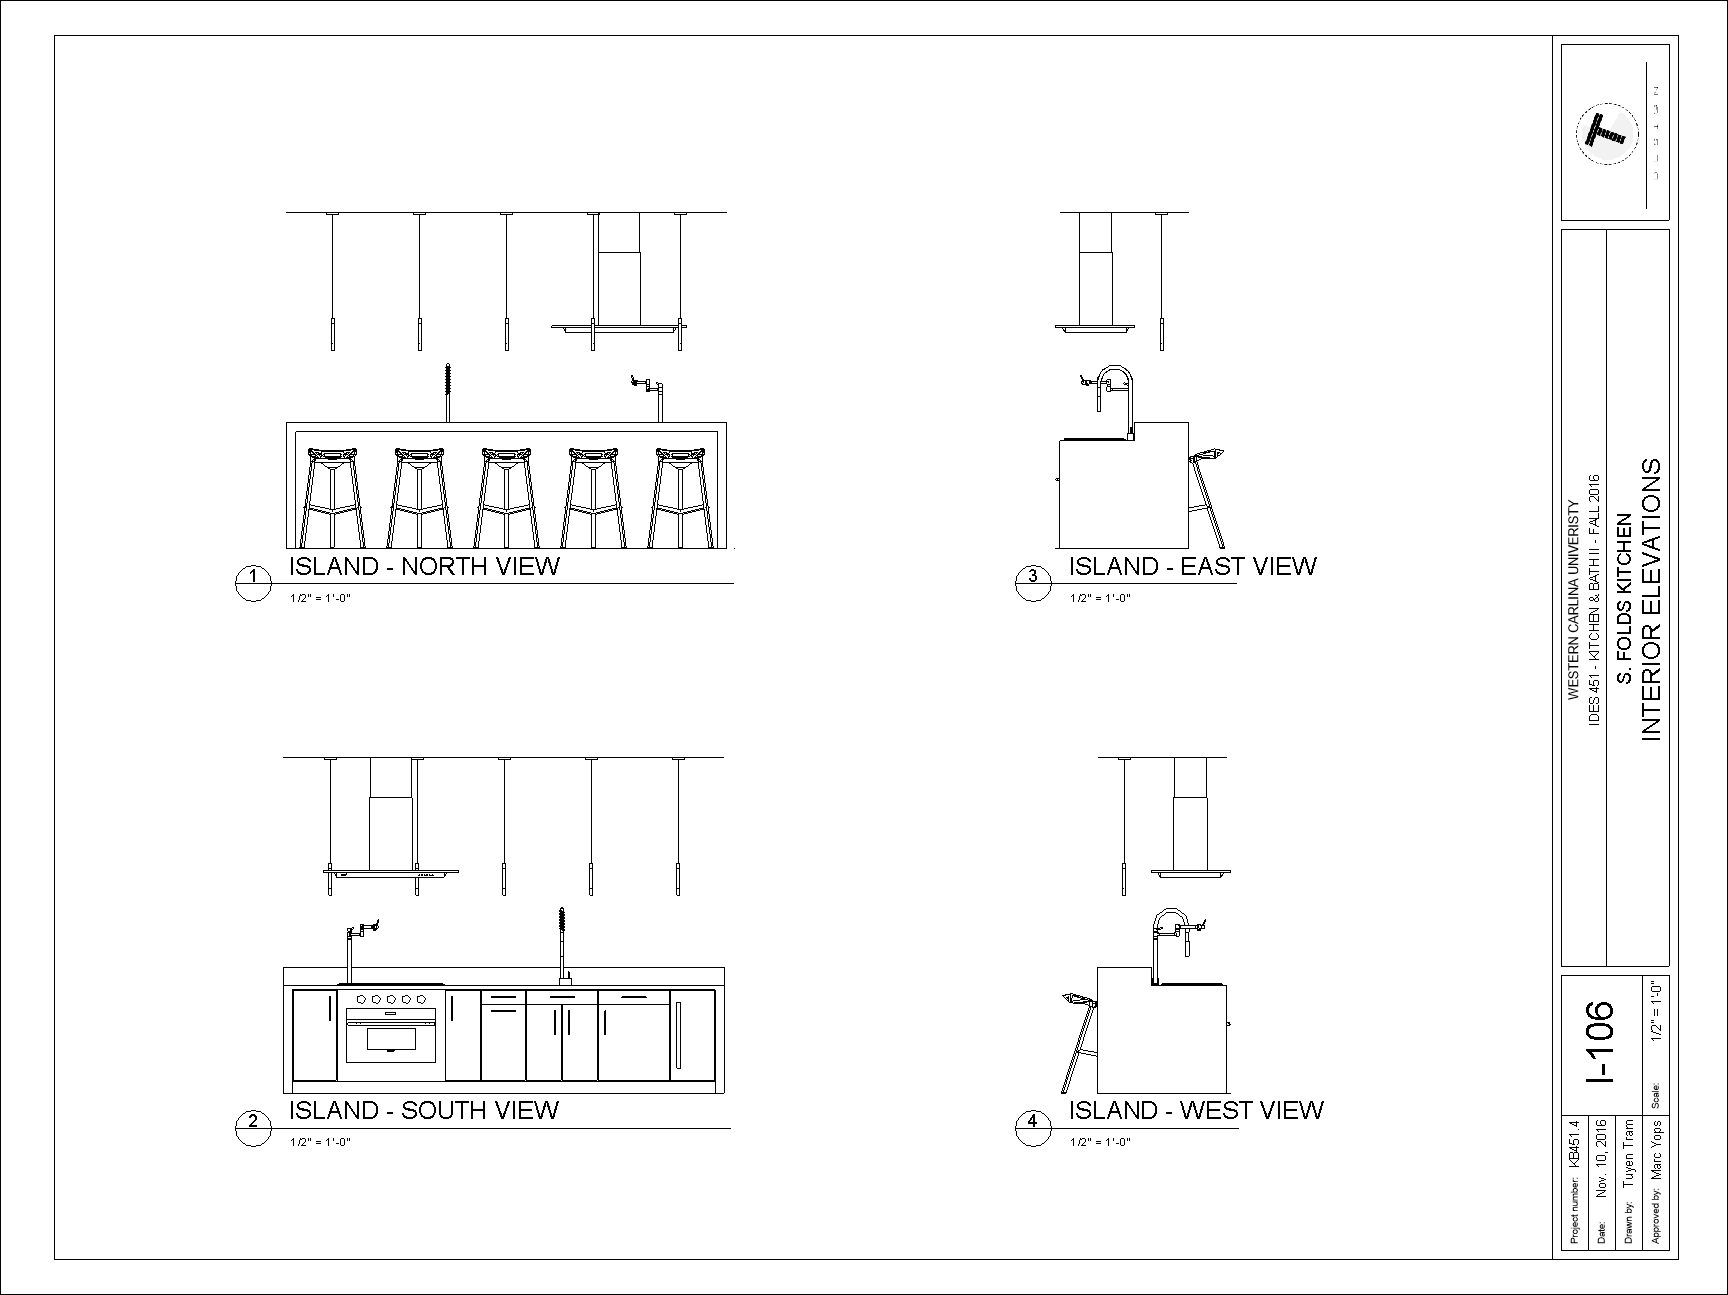 1
ISLAND - NORTH VIEW
1/2" = 1'-0"
3
ISLAND - EAST VIEW
1/2" = 1'-0"
2
ISLAND - SOUTH VIEW
1/2" = 1'-0"
4
ISLAND - WEST VIEW
1/2" = 1'-0"
WESTERN CARLINA UNIVERISTY
IDES 451 - KITCHEN & BATH II - FALL 2016
S. FOLDS KITCHEN
INTERIOR ELEVATIONS
I-106
Scale: 1/2" = 1'-0"
Project number: KB451.4
Date: Nov. 10, 2016
Drawn by: Tuyen Tram
Approved by: Marc Yops